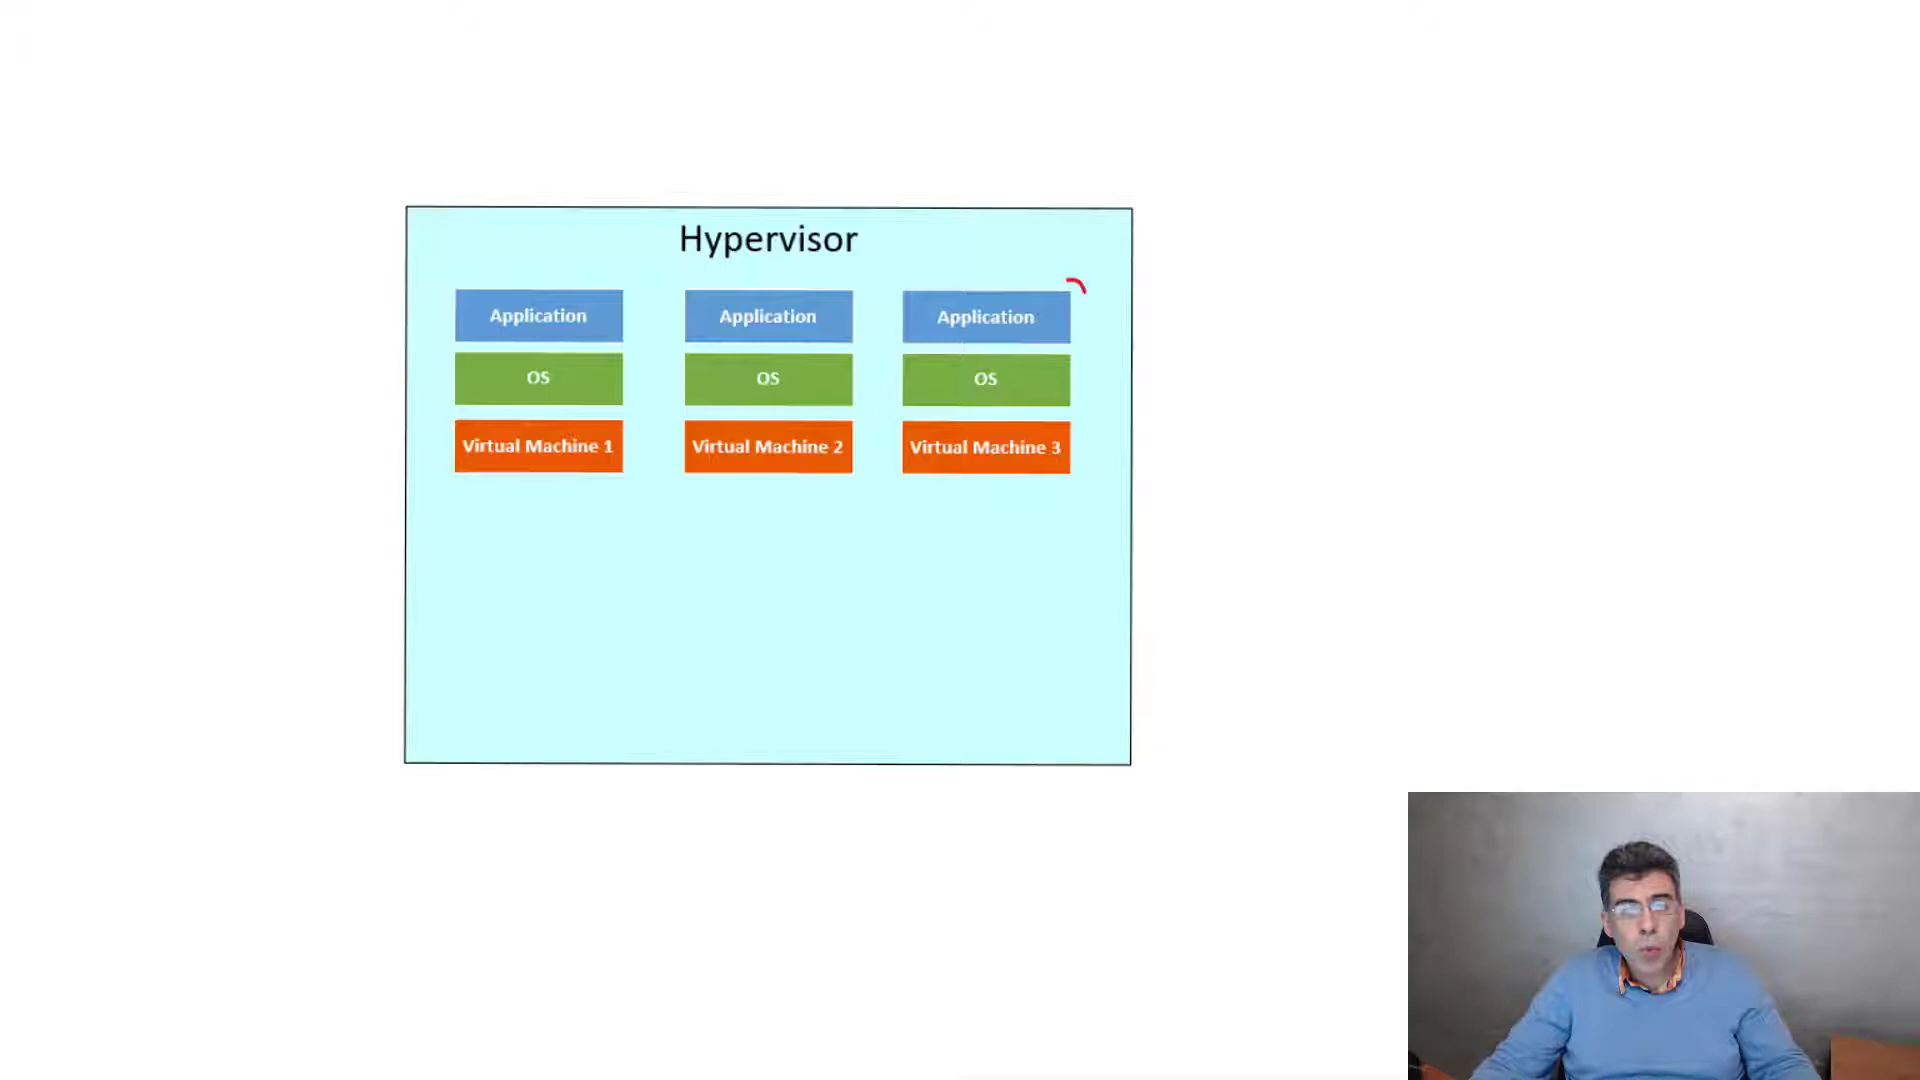 Hypervisor
Application Application Application
OS OS OS
Virtual Machine 1 Virtual Machine 2 Virtual Machine 3